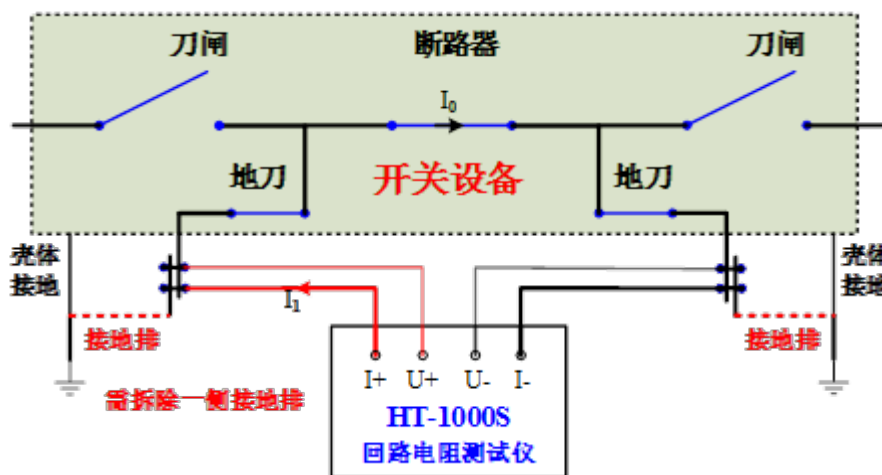 刀闸 断路器 刀闸
I₀
地刀 开关设备 地刀
壳体
接地
壳体
接地
I₁
接地排 接地排
I+ U+ U- I-
需拆除一侧接地排
HT-1000S
回路电阻测试仪